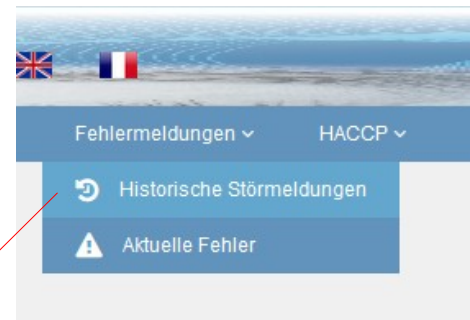 Fehlermeldungen HACCP
Historische Störmeldungen
Aktuelle Fehler